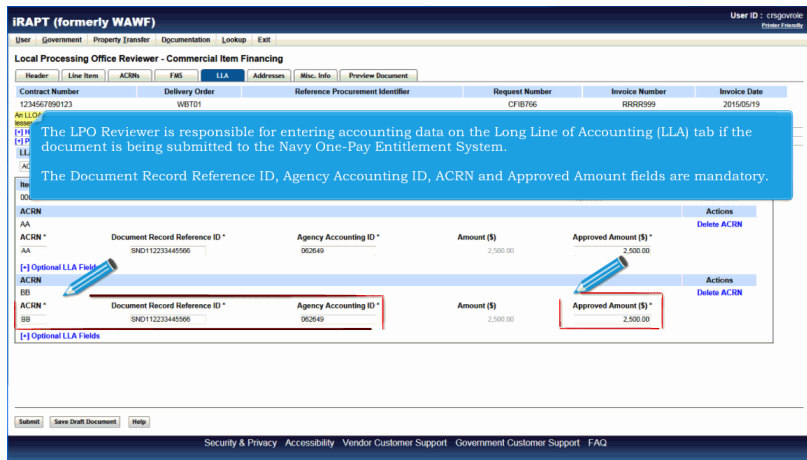 iRAPT (formerly WAWF)
User ID : crsgovrole
Printer Friendly
User Government Property Transfer Documentation Lookup Exit
Local Processing Office Reviewer - Commercial Item Financing
Header Line Item ACRNs FMS LLA Addresses Misc. Info Preview Document
Contract Number Delivery Order Reference Procurement Identifier Request Number Invoice Number Invoice Date
1234567890123 WBT01 CFIB766 RRRR999 2015/05/19
An LLOA
lesser
The LPO Reviewer is responsible for entering accounting data on the Long Line of Accounting (LLA) tab if the
document is being submitted to the Navy One-Pay Entitlement System.
The Document Record Reference ID, Agency Accounting ID, ACRN and Approved Amount fields are mandatory.
ACRN Actions
AA Delete ACRN
ACRN * Document Record Reference ID * Agency Accounting ID * Amount ($) Approved Amount ($) *
AA SND112233445566 062649 2,500.00 2,500.00
[+] Optional LLA Fields
ACRN Actions
BB Delete ACRN
ACRN * Document Record Reference ID * Agency Accounting ID * Amount ($) Approved Amount ($) *
BB SND112233445566 062649 2,500.00 2,500.00
[+] Optional LLA Fields
Submit Save Draft Document Help
Security & Privacy Accessibility Vendor Customer Support Government Customer Support FAQ